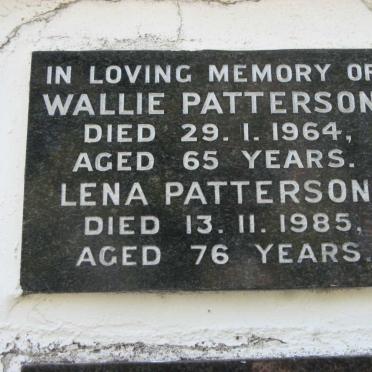 IN LOVING MEMORY OF
WALLIE PATTERSON
DIED 29. 1. 1964,
AGED 65 YEARS.
LENA PATTERSON
DIED 13. 11. 1985,
AGED 76 YEARS.